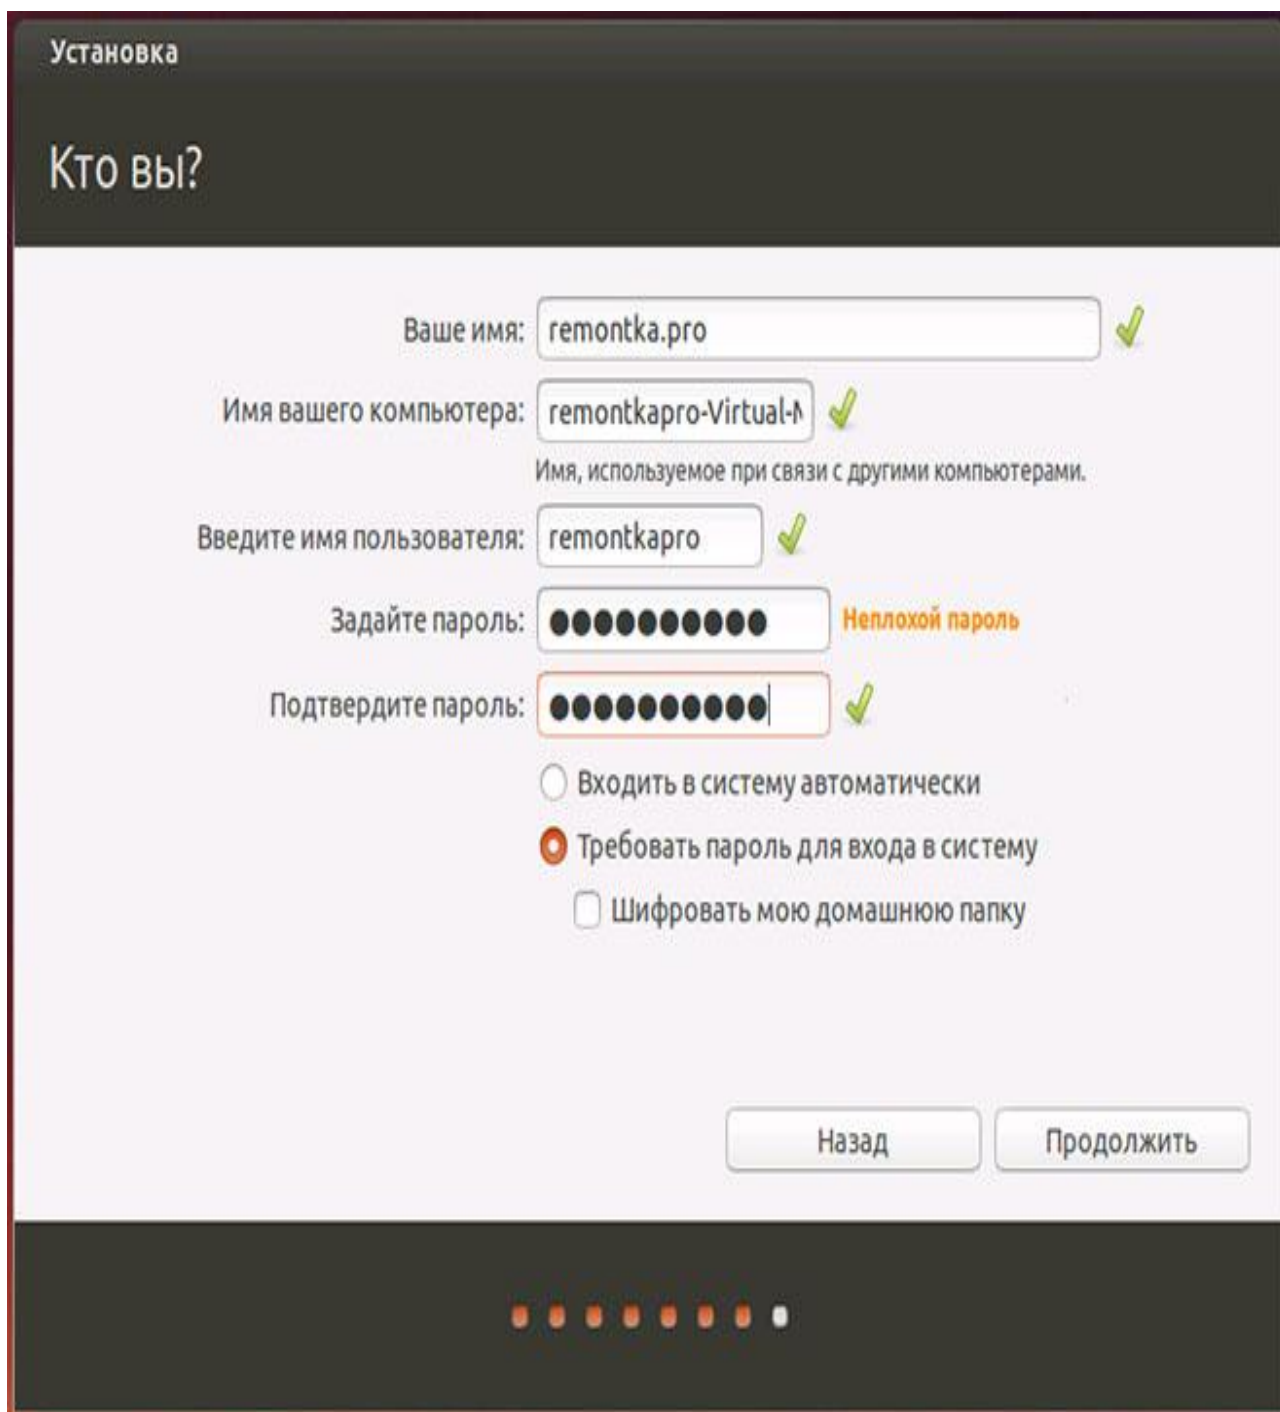 Установка
Кто вы?
Ваше имя: remontka.pro
Имя вашего компьютера: remontkapro-Virtual-M
Имя, используемое при связи с другими компьютерами.
Введите имя пользователя: remontkapro
Задайте пароль: ●●●●●●●●●● Неплохой пароль
Подтвердите пароль: ●●●●●●●●●●
Входить в систему автоматически
Требовать пароль для входа в систему
Шифровать мою домашнюю папку
Назад Продолжить